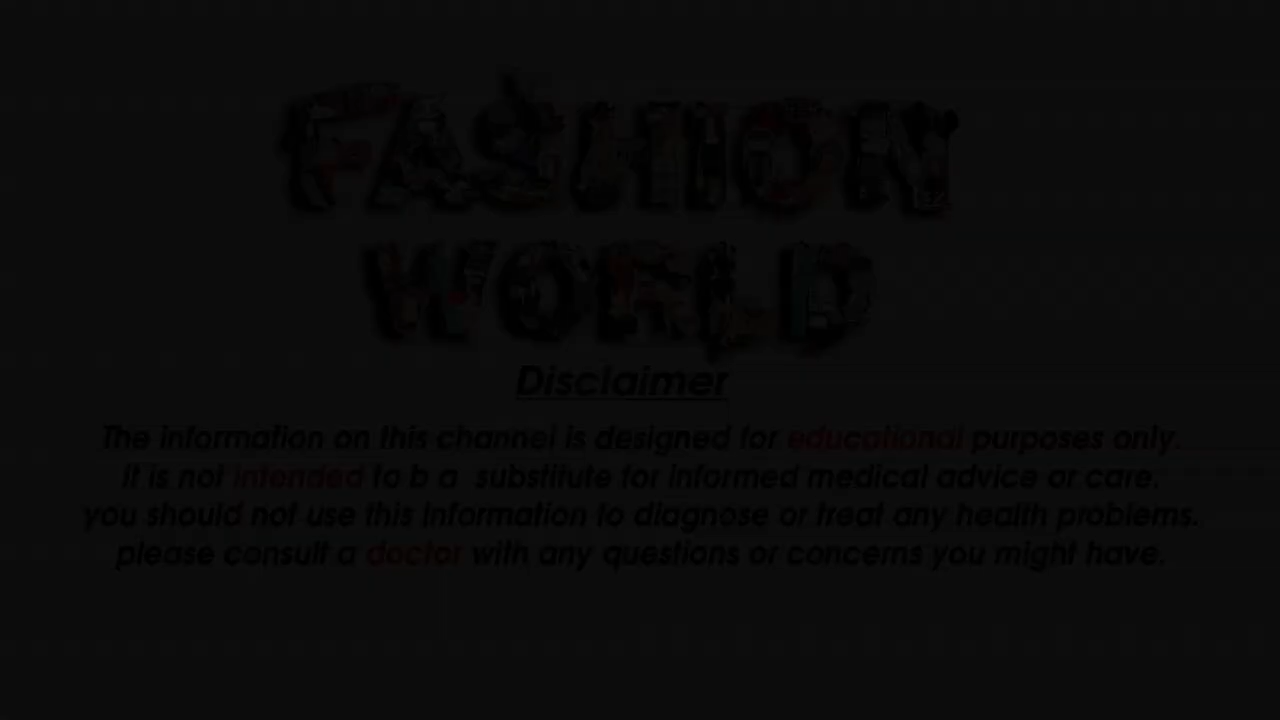 FASHION
WORLD
Disclaimer
The information on this channel is designed for educational purposes only.
It is not intended to b a substitute for informed medical advice or care.
you should not use this information to diagnose or treat any health problems.
please consult a doctor with any questions or concerns you might have.